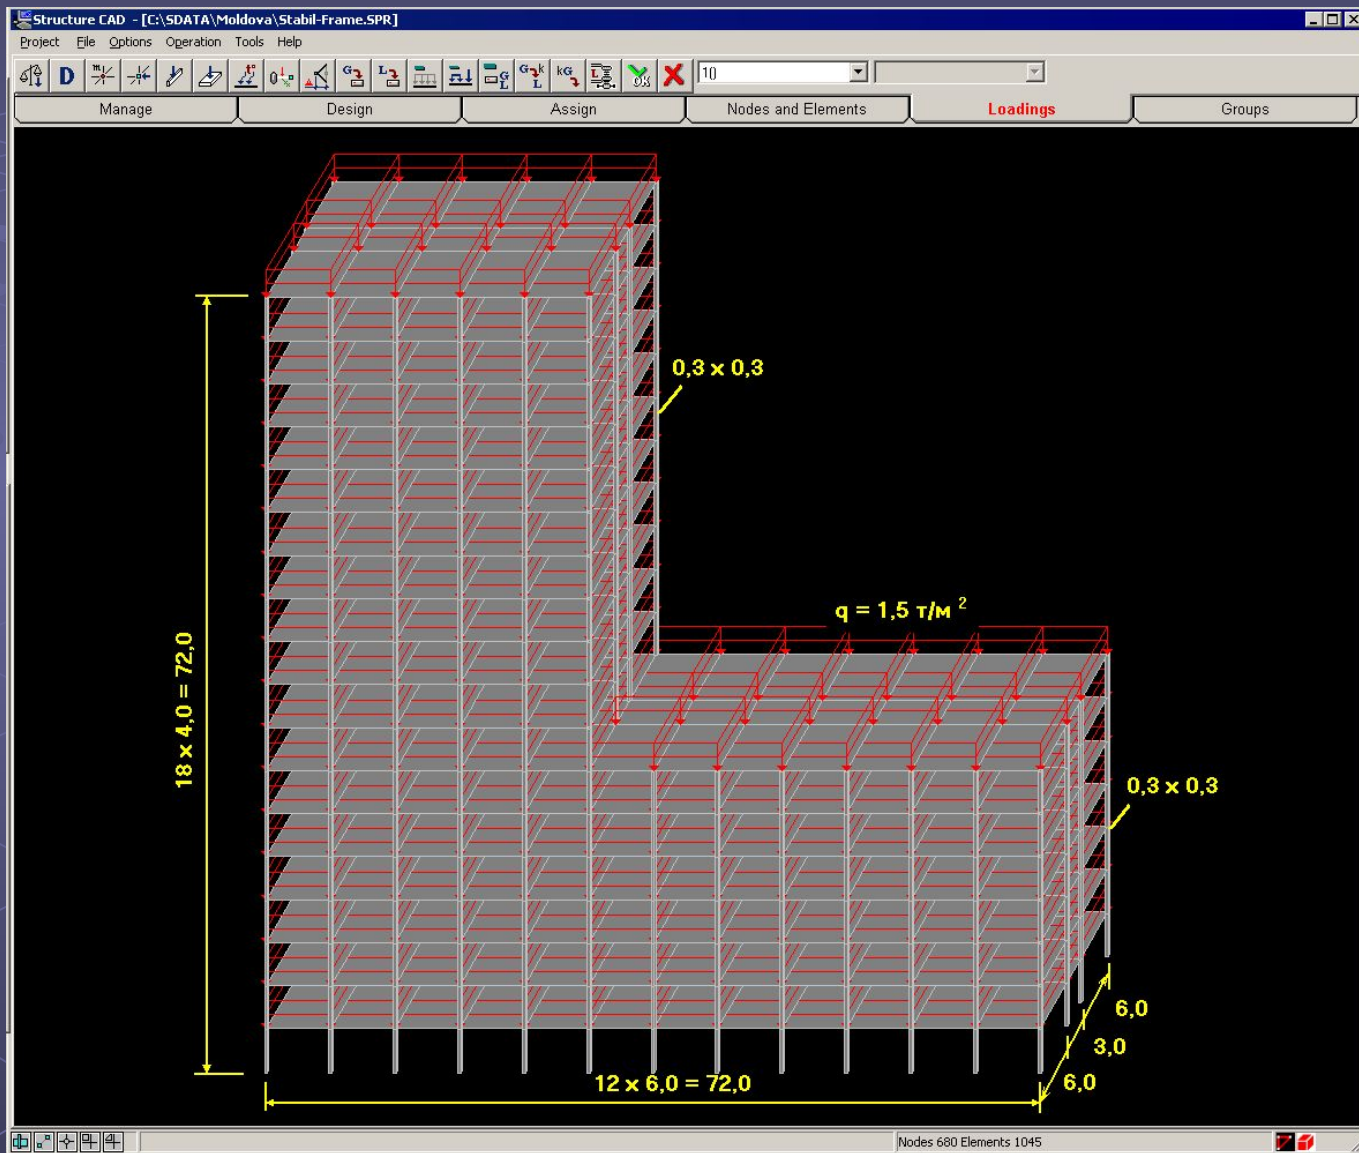 Structure CAD - [C:\SDATA\Moldova\Stabil-Frame.SPR]
Project File Options Operation Tools Help
10
Manage Design Assign Nodes and Elements Loadings Groups
0,3 x 0,3
q = 1,5 т/м ²
18 x 4,0 = 72,0
0,3 x 0,3
6,0
3,0
6,0
12 x 6,0 = 72,0
Nodes 680 Elements 1045